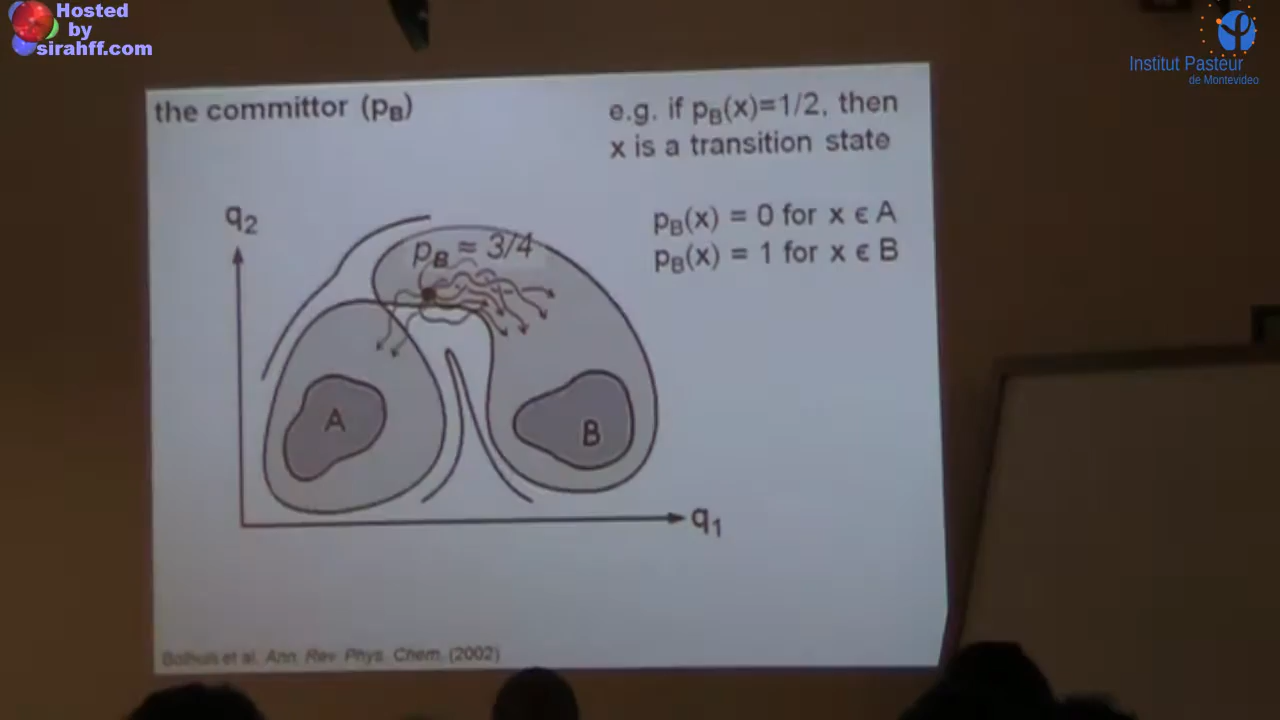 Hosted
by
sirahff.com
Institut Pasteur
de Montevideo
the committor (pB)
e.g. if pB(x)=1/2, then
x is a transition state
pB(x) = 0 for x ϵ A
pB(x) = 1 for x ϵ B
q2
pB ≈ 3/4
A
B
q1
Bolhuis et al. Ann. Rev. Phys. Chem. (2002)